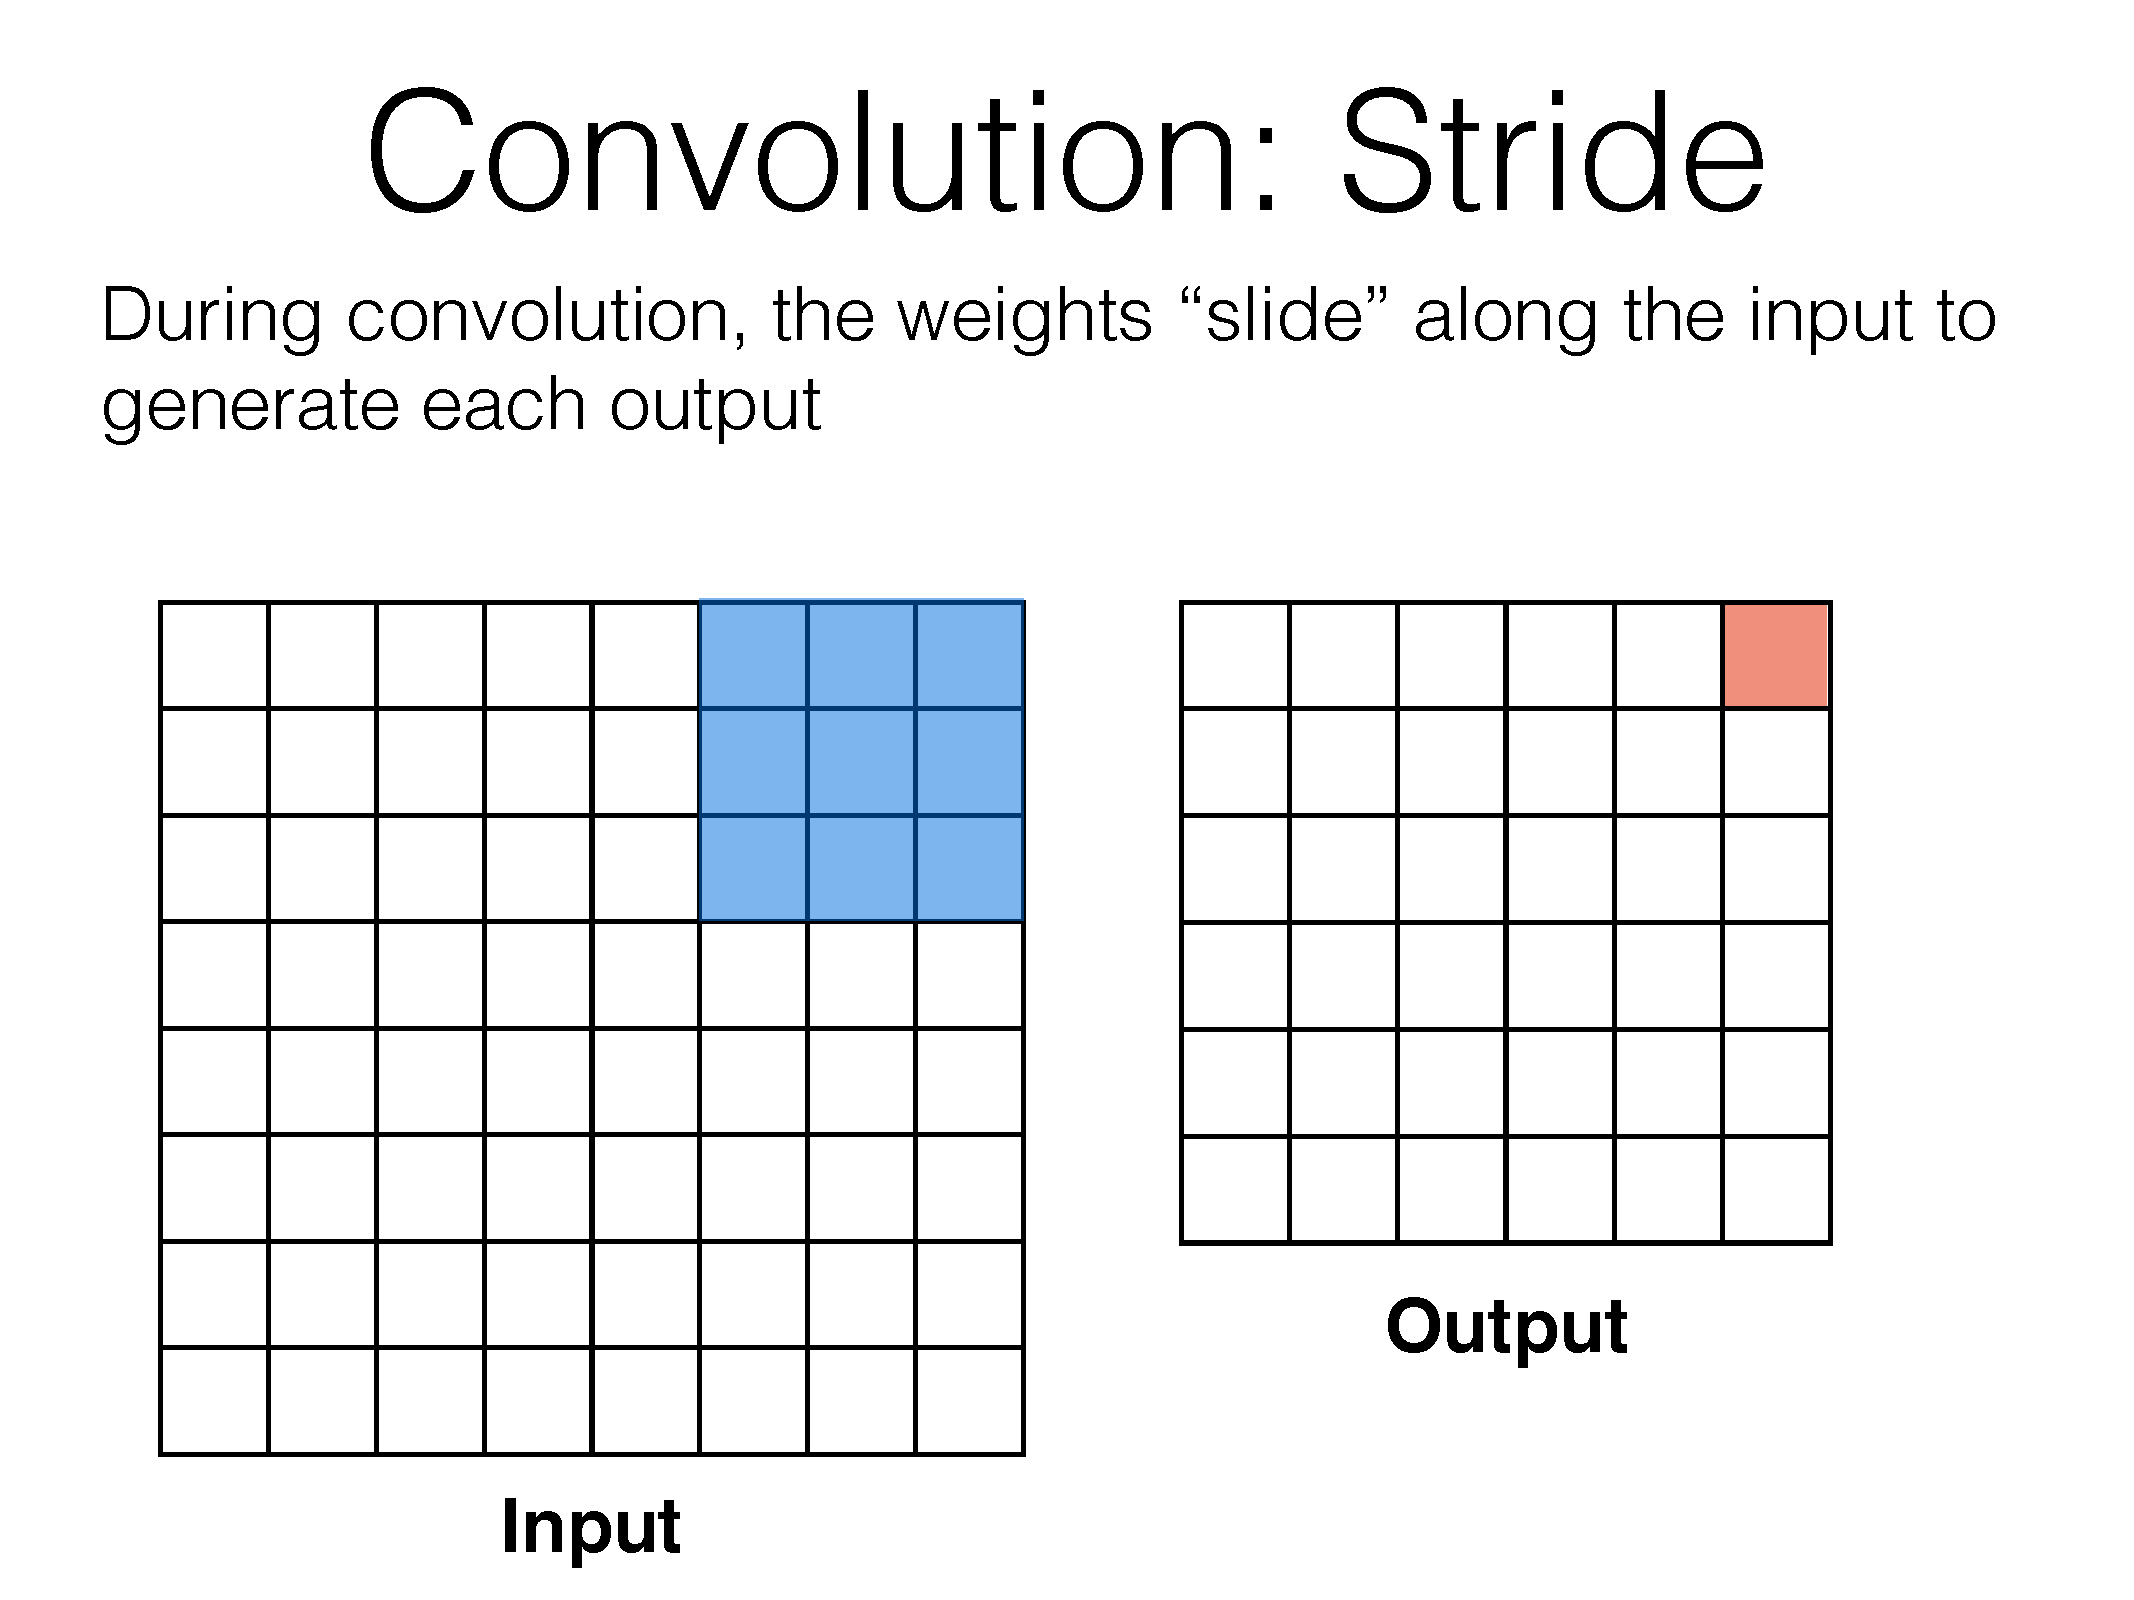 Convolution: Stride
During convolution, the weights “slide” along the input to
generate each output
Output
Input